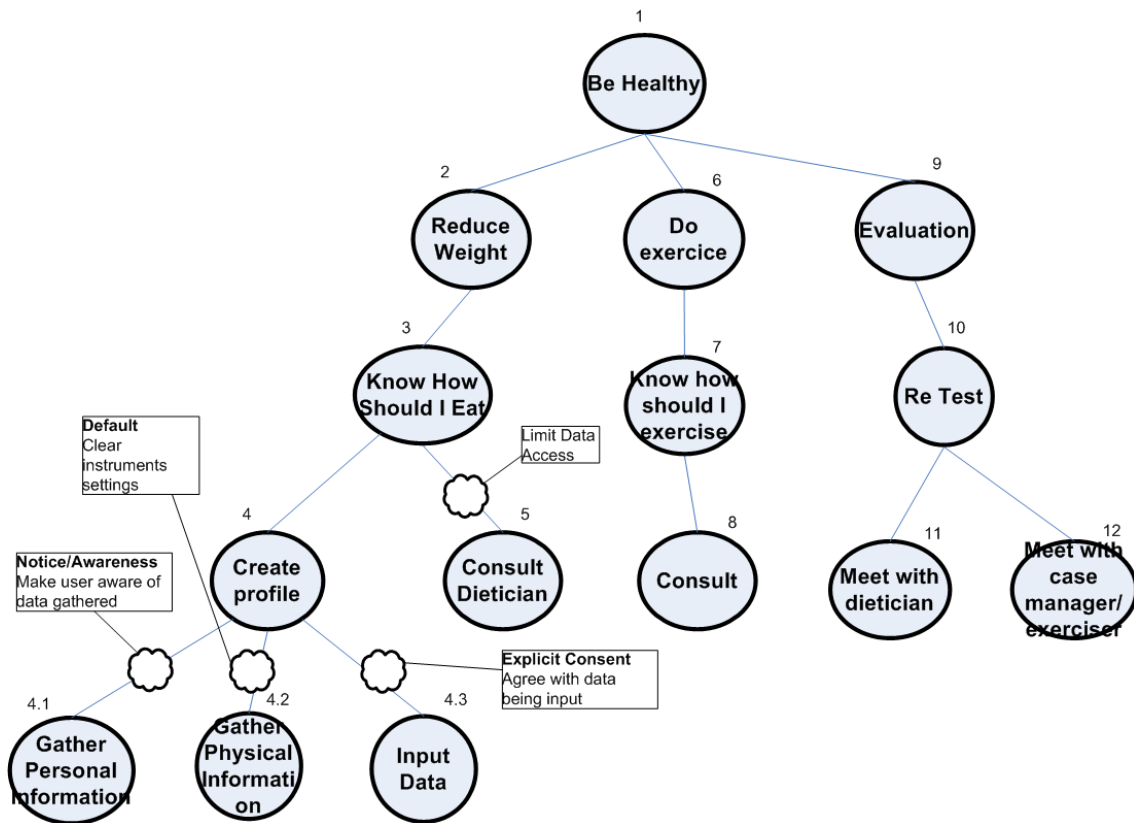 1
Be Healthy
2
6
9
Reduce
Weight
Do
exercice
Evaluation
3
7
10
Know How
Should I Eat
Know how
should I
exercise
Re Test
Default
Clear
instruments
settings
Limit Data
Access
4
5
8
11
12
Create
profile
Consult
Dietician
Consult
Meet with
dietician
Meet with
case
manager/
exerciser
Notice/Awareness
Make user aware of
data gathered
Explicit Consent
Agree with data
being input
4.1
4.2
4.3
Gather
Personal
Information
Gather
Physical
Informati
on
Input
Data